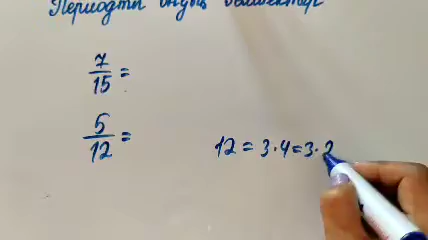 Периодты ондық бөлшектер
7/15 =
5/12 =
12 = 3·4=3·2